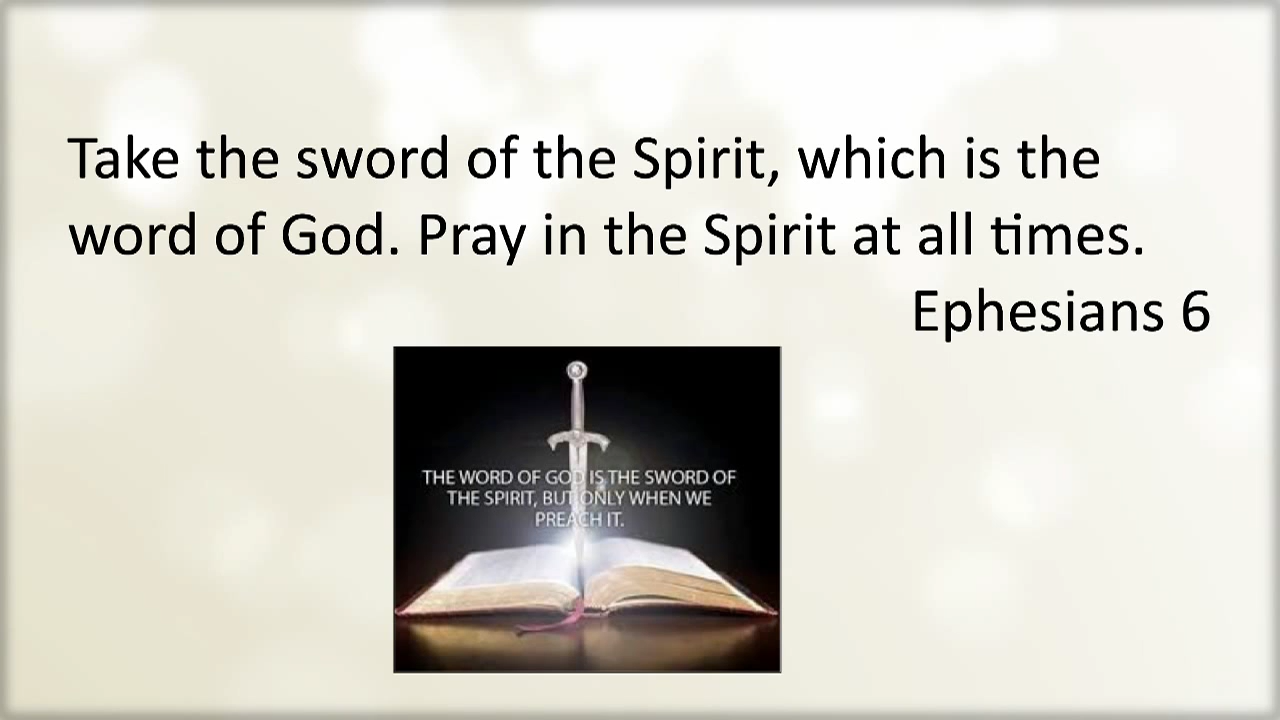 Take the sword of the Spirit, which is the
word of God. Pray in the Spirit at all times.
Ephesians 6
THE WORD OF GOD IS THE SWORD OF
THE SPIRIT, BUT ONLY WHEN WE
PREACH IT.